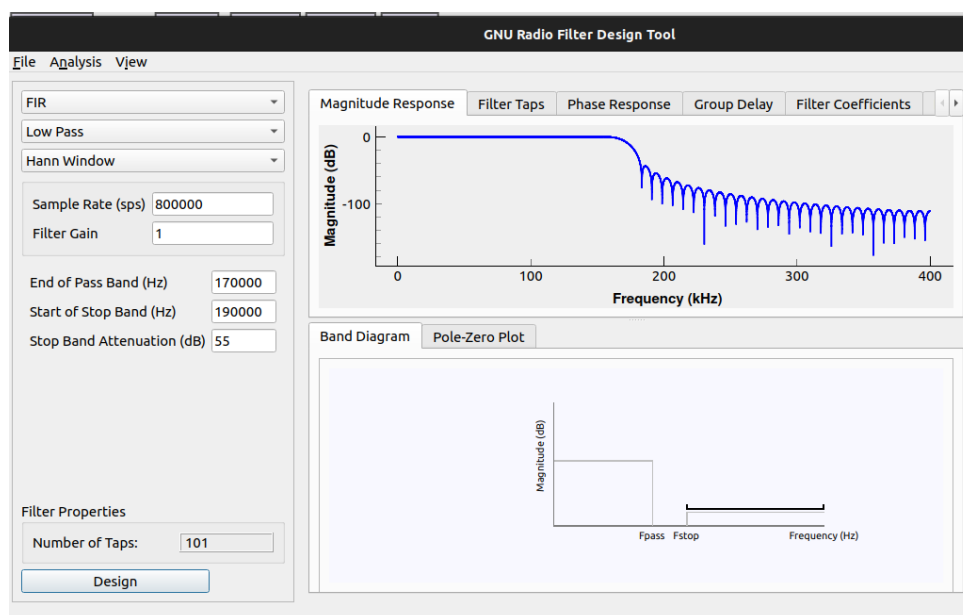 GNU Radio Filter Design Tool
File Analysis View
FIR
Low Pass
Hann Window
Sample Rate (sps) 800000
Filter Gain 1
End of Pass Band (Hz) 170000
Start of Stop Band (Hz) 190000
Stop Band Attenuation (dB) 55
Filter Properties
Number of Taps: 101
Design
Magnitude Response Filter Taps Phase Response Group Delay Filter Coefficients
Magnitude (dB)
0
-100
0 100 200 300 400
Frequency (kHz)
Band Diagram Pole-Zero Plot
Magnitude (dB)
Fpass Fstop Frequency (Hz)